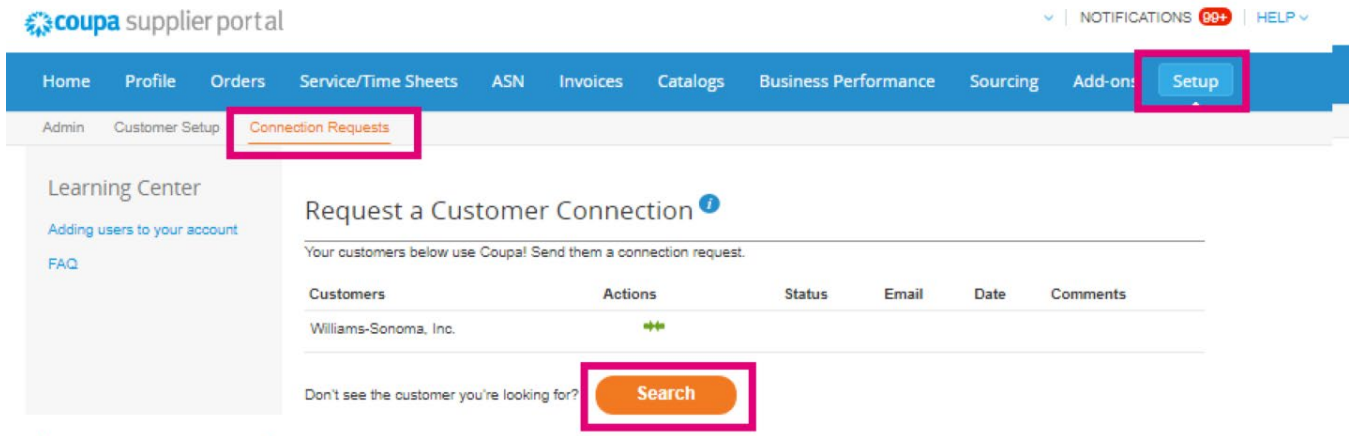 coupa supplier portal
NOTIFICATIONS 99+ | HELP
Home Profile Orders Service/Time Sheets ASN Invoices Catalogs Business Performance Sourcing Add-ons Setup
Admin Customer Setup Connection Requests
Learning Center
Adding users to your account
FAQ
Request a Customer Connection i
Your customers below use Coupa! Send them a connection request.
Customers Actions Status Email Date Comments
Williams-Sonoma, Inc.
Don't see the customer you're looking for? Search